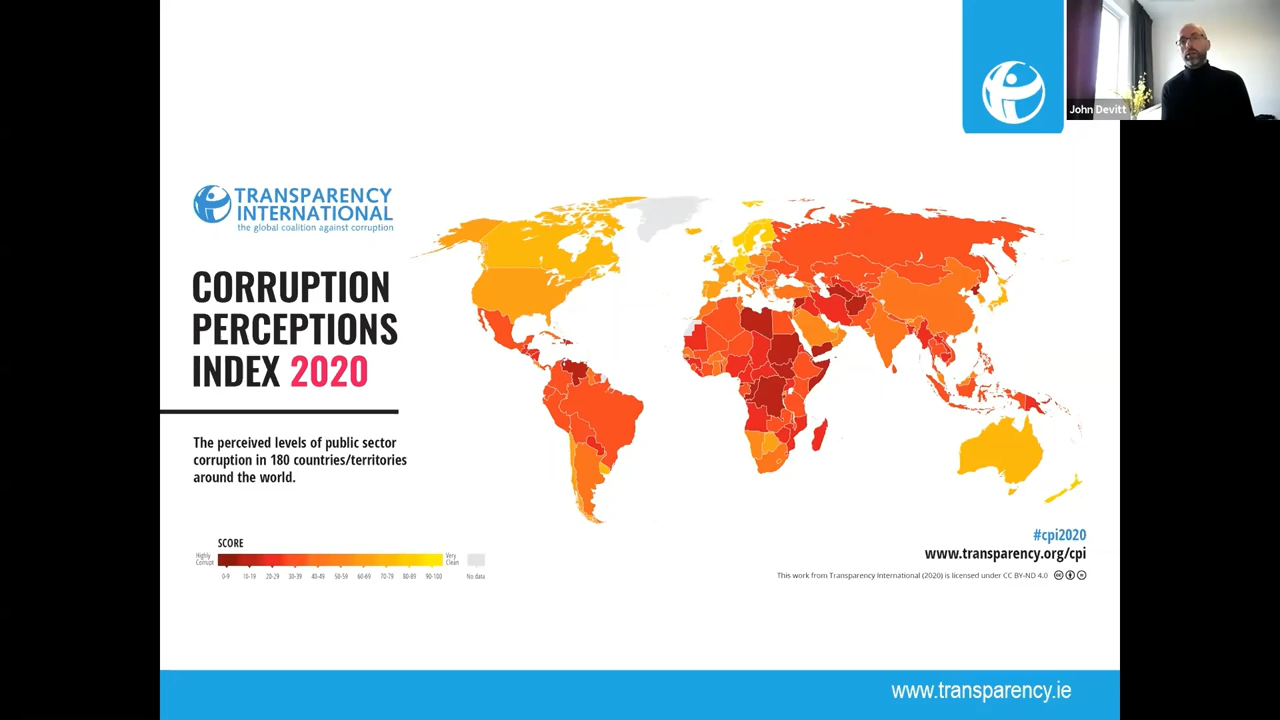 John Devitt
TRANSPARENCY
INTERNATIONAL
the global coalition against corruption
CORRUPTION
PERCEPTIONS
INDEX 2020
The perceived levels of public sector
corruption in 180 countries/territories
around the world.
SCORE
Highly
Corrupt
Very
Clean
0-9 10-19 20-29 30-39 40-49 50-59 60-69 70-79 80-89 90-100 No data
#cpi2020
www.transparency.org/cpi
This work from Transparency International (2020) is licensed under CC BY-ND 4.0
www.transparency.ie